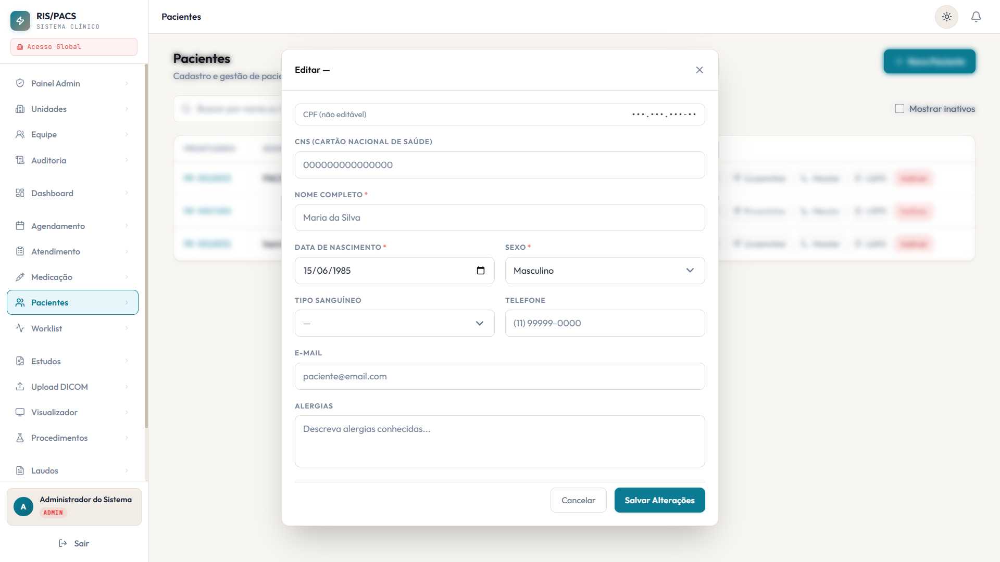 RIS/PACS
SISTEMA CLÍNICO
Acesso Global
Painel Admin
Unidades
Equipe
Auditoria
Dashboard
Agendamento
Atendimento
Medicação
Pacientes
Worklist
Estudos
Upload DICOM
Visualizador
Procedimentos
Laudos
A
Administrador do Sistema
ADMIN
Sair
Pacientes
Pacientes
Cadastro e gestão de pacie
Novo Paciente
Mostrar inativos
Editar —
CPF (não editável)
•••.•••.•••-••
CNS (CARTÃO NACIONAL DE SAÚDE)
000000000000000
NOME COMPLETO *
Maria da Silva
DATA DE NASCIMENTO *
15/06/1985
SEXO *
Masculino
TIPO SANGUÍNEO
—
TELEFONE
(11) 99999-0000
E-MAIL
paciente@email.com
ALERGIAS
Descreva alergias conhecidas...
Cancelar
Salvar Alterações